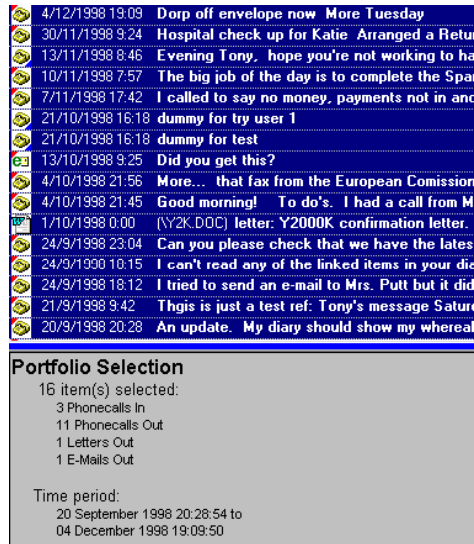 4/12/1998 19:09 Dorp off envelope now More Tuesday
30/11/1998 9:24 Hospital check up for Katie Arranged a Retu
13/11/1998 8:46 Evening Tony, hope you're not working to ha
10/11/1998 7:57 The big job of the day is to complete the Spa
7/11/1998 17:42 I called to say no money, payments not in and
21/10/1998 16:18 dummy for try user 1
21/10/1998 16:18 dummy for test
13/10/1998 9:25 Did you get this?
4/10/1998 21:56 More... that fax from the European Comission
4/10/1998 21:45 Good morning! To do's. I had a call from M
1/10/1998 0:00 (\Y2K.DOC) letter: Y2000K confirmation letter.
24/9/1998 23:04 Can you please check that we have the lates
24/9/1998 18:15 I can't read any of the linked items in your dia
24/9/1998 18:12 I tried to send an e-mail to Mrs. Putt but it did
21/9/1998 9:42 Thgis is just a test ref: Tony's message Satur
20/9/1998 20:28 An update. My diary should show my whereal
Portfolio Selection
16 item(s) selected:
3 Phonecalls In
11 Phonecalls Out
1 Letters Out
1 E-Mails Out
Time period:
20 September 1998 20:28:54 to
04 December 1998 19:09:50